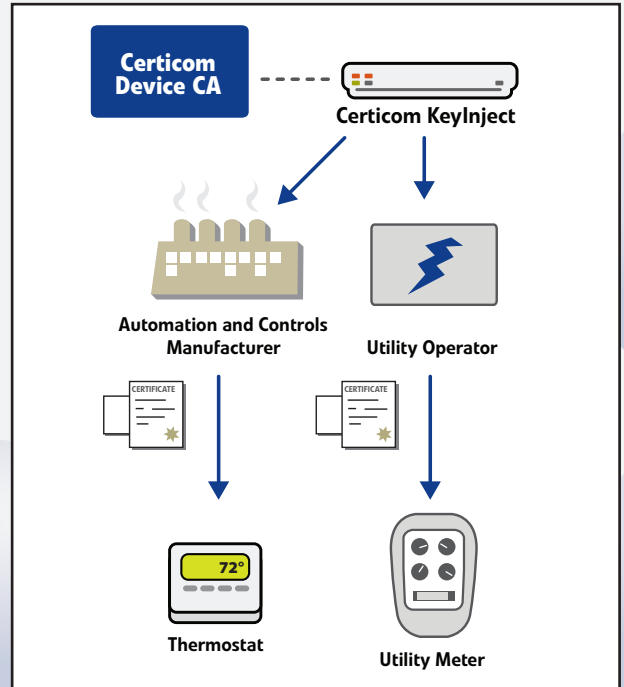 Certicom
Device CA
Certicom KeyInject
Automation and Controls
Manufacturer
Utility Operator
CERTIFICATE
CERTIFICATE
72°
Thermostat
Utility Meter